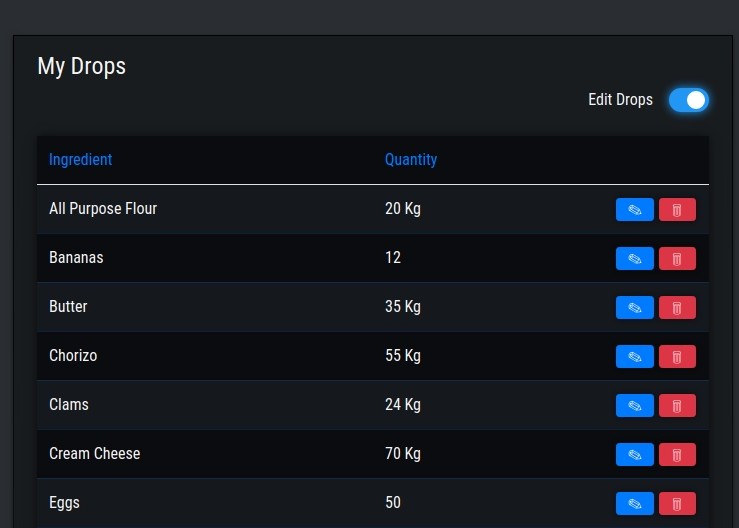 My Drops
Edit Drops
Ingredient Quantity
All Purpose Flour 20 Kg
Bananas 12
Butter 35 Kg
Chorizo 55 Kg
Clams 24 Kg
Cream Cheese 70 Kg
Eggs 50